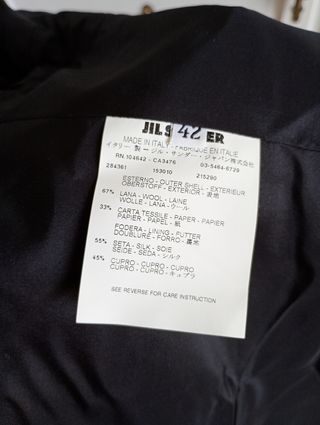 JIL S 42 ER
MADE IN ITALY - FABRIQUE EN ITALIE
イタリー製 ージル・サンダー・ジャパン株式会社
RN.104642 - CA3476 03-5464-6729
284361 153010 215290
ESTERNO - OUTER SHELL - EXTERIEUR
OBERSTOFF - EXTERIOR - 表地
67% LANA - WOOL - LAINE
WOLLE - LANA - ウール
33% CARTA TESSILE - PAPER - PAPIER
PAPIER - PAPEL - 紙
FODERA - LINING - FUTTER
DOUBLURE - FORRO - 裏地
55% SETA - SILK - SOIE
SEIDE - SEDA - シルク
45% CUPRO - CUPRO - CUPRO
CUPRO - CUPRO - キュプラ
SEE REVERSE FOR CARE INSTRUCTION